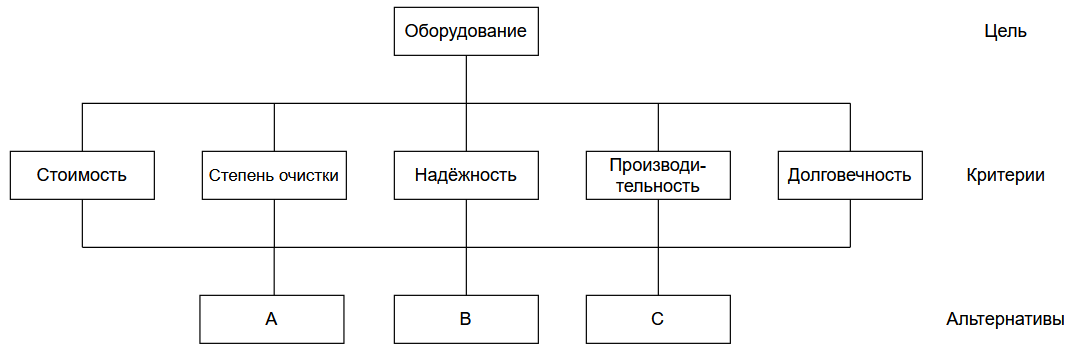 Оборудование
Цель
Стоимость
Степень очистки
Надёжность
Производи-
тельность
Долговечность
Критерии
A
B
C
Альтернативы